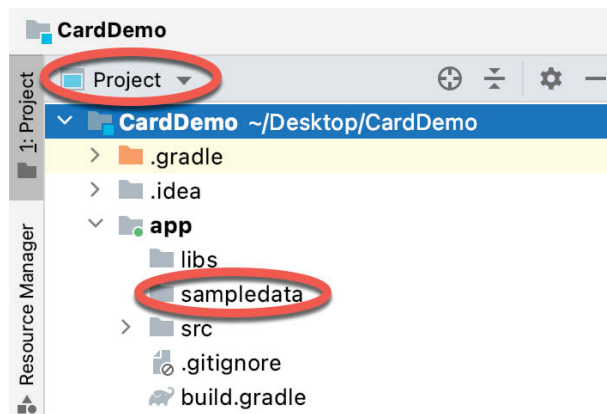 CardDemo
Project
1: Project
CardDemo ~/Desktop/CardDemo
.gradle
.idea
app
libs
sampledata
src
.gitignore
build.gradle
Resource Manager